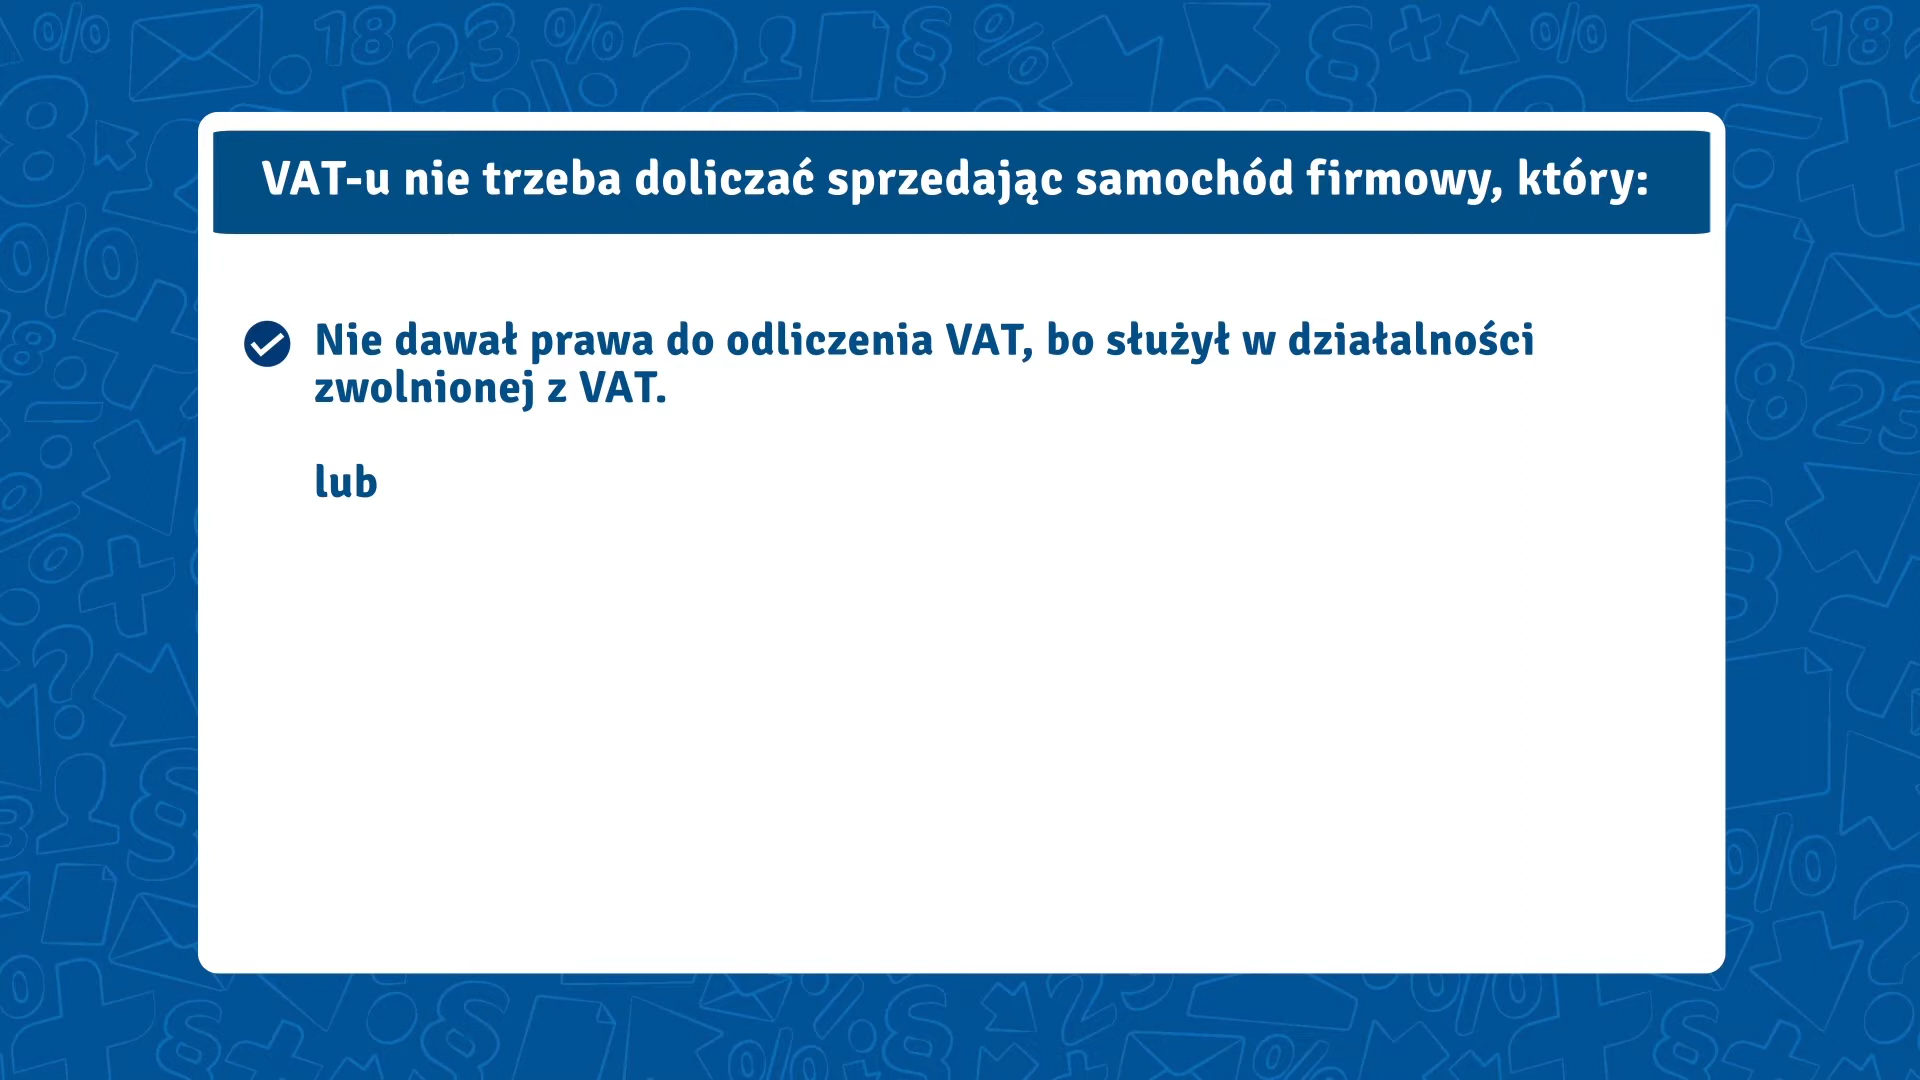 VAT-u nie trzeba doliczać sprzedając samochód firmowy, który:
Nie dawał prawa do odliczenia VAT, bo służył w działalności
zwolnionej z VAT.
lub